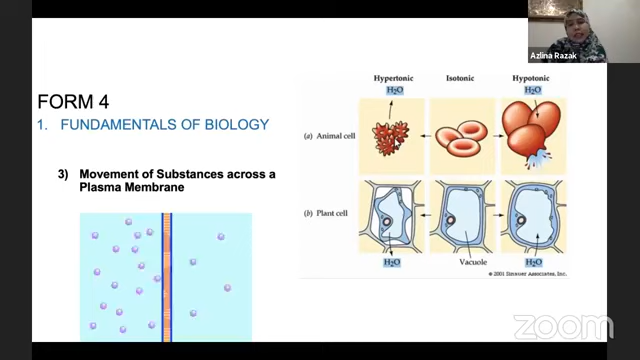 Azlina Razak
FORM 4
1. FUNDAMENTALS OF BIOLOGY
3) Movement of Substances across a
Plasma Membrane
Hypertonic Isotonic Hypotonic
H2O H2O
(a) Animal cell
(b) Plant cell
H2O Vacuole H2O
© 2001 Sinauer Associates, Inc.
zoom